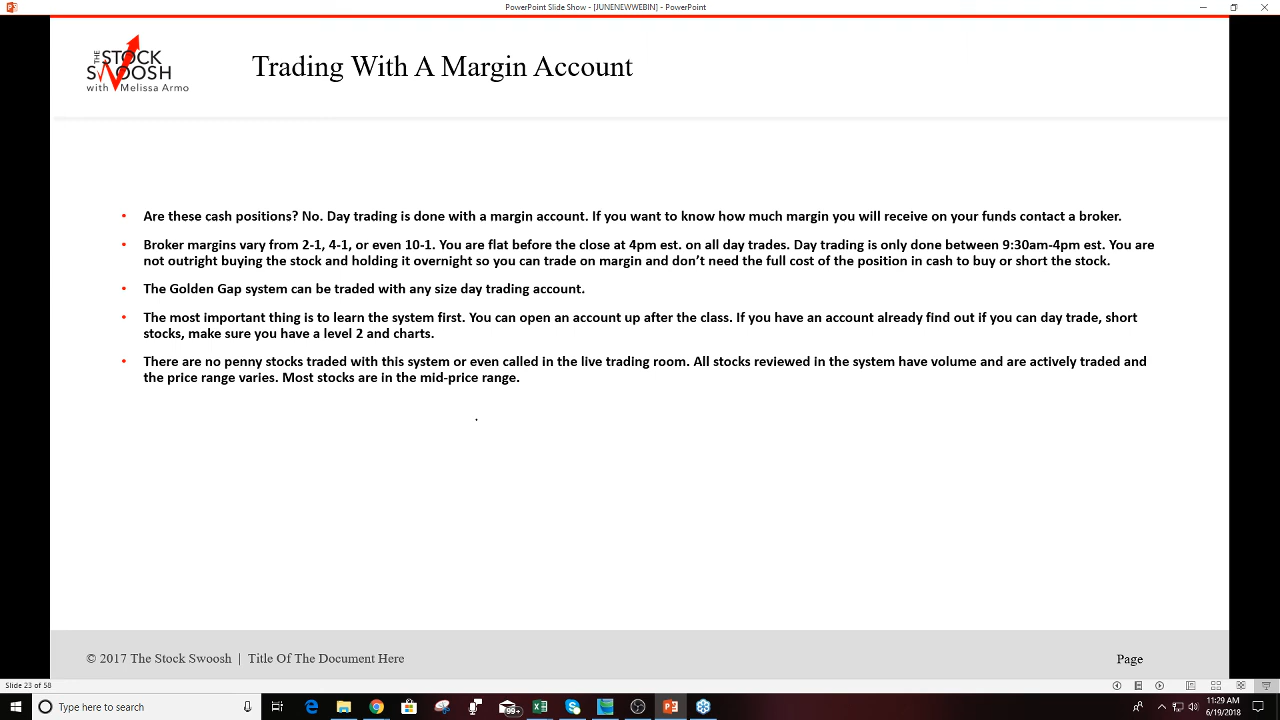 PowerPoint Slide Show - [JUNENEWWEBIN] - PowerPoint
THE STOCK
SWOOSH
with Melissa Armo
Trading With A Margin Account
• Are these cash positions? No. Day trading is done with a margin account. If you want to know how much margin you will receive on your funds contact a broker.
• Broker margins vary from 2-1, 4-1, or even 10-1. You are flat before the close at 4pm est. on all day trades. Day trading is only done between 9:30am-4pm est. You are
not outright buying the stock and holding it overnight so you can trade on margin and don’t need the full cost of the position in cash to buy or short the stock.
• The Golden Gap system can be traded with any size day trading account.
• The most important thing is to learn the system first. You can open an account up after the class. If you have an account already find out if you can day trade, short
stocks, make sure you have a level 2 and charts.
• There are no penny stocks traded with this system or even called in the live trading room. All stocks reviewed in the system have volume and are actively traded and
the price range varies. Most stocks are in the mid-price range.
© 2017 The Stock Swoosh | Title Of The Document Here
Page
Slide 23 of 58
Type here to search
99+
11:29 AM
6/19/2018